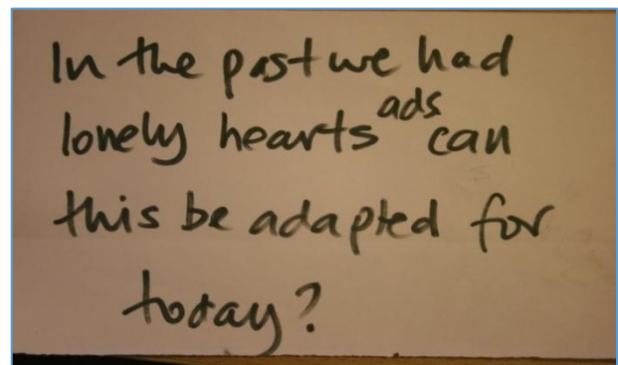 In the past we had
lonely hearts ads can
this be adapted for
today?